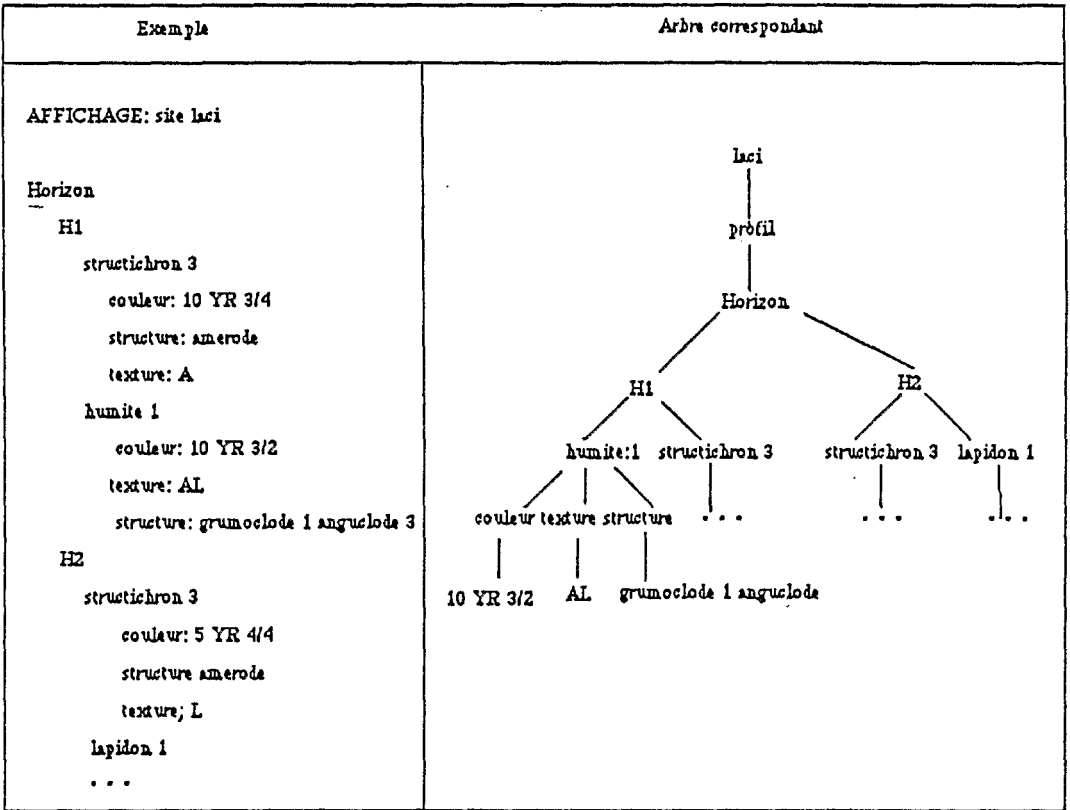 Exemple
Arbre correspondant
AFFICHAGE: site laci
Horizon
H1
structichron 3
couleur: 10 YR 3/4
structure: amerode
texture: A
humite 1
couleur: 10 YR 3/2
texture: AL
structure: grumoclode 1 anguclode 3
H2
structichron 3
couleur: 5 YR 4/4
structure amerode
texture; L
lapidon 1
. . .
laci
profil
Horizon
H1 H2
humite:1 structichron 3 structichron 3 lapidon 1
couleur texture structure . . . . . . . . .
10 YR 3/2 AL grumoclode 1 anguclode